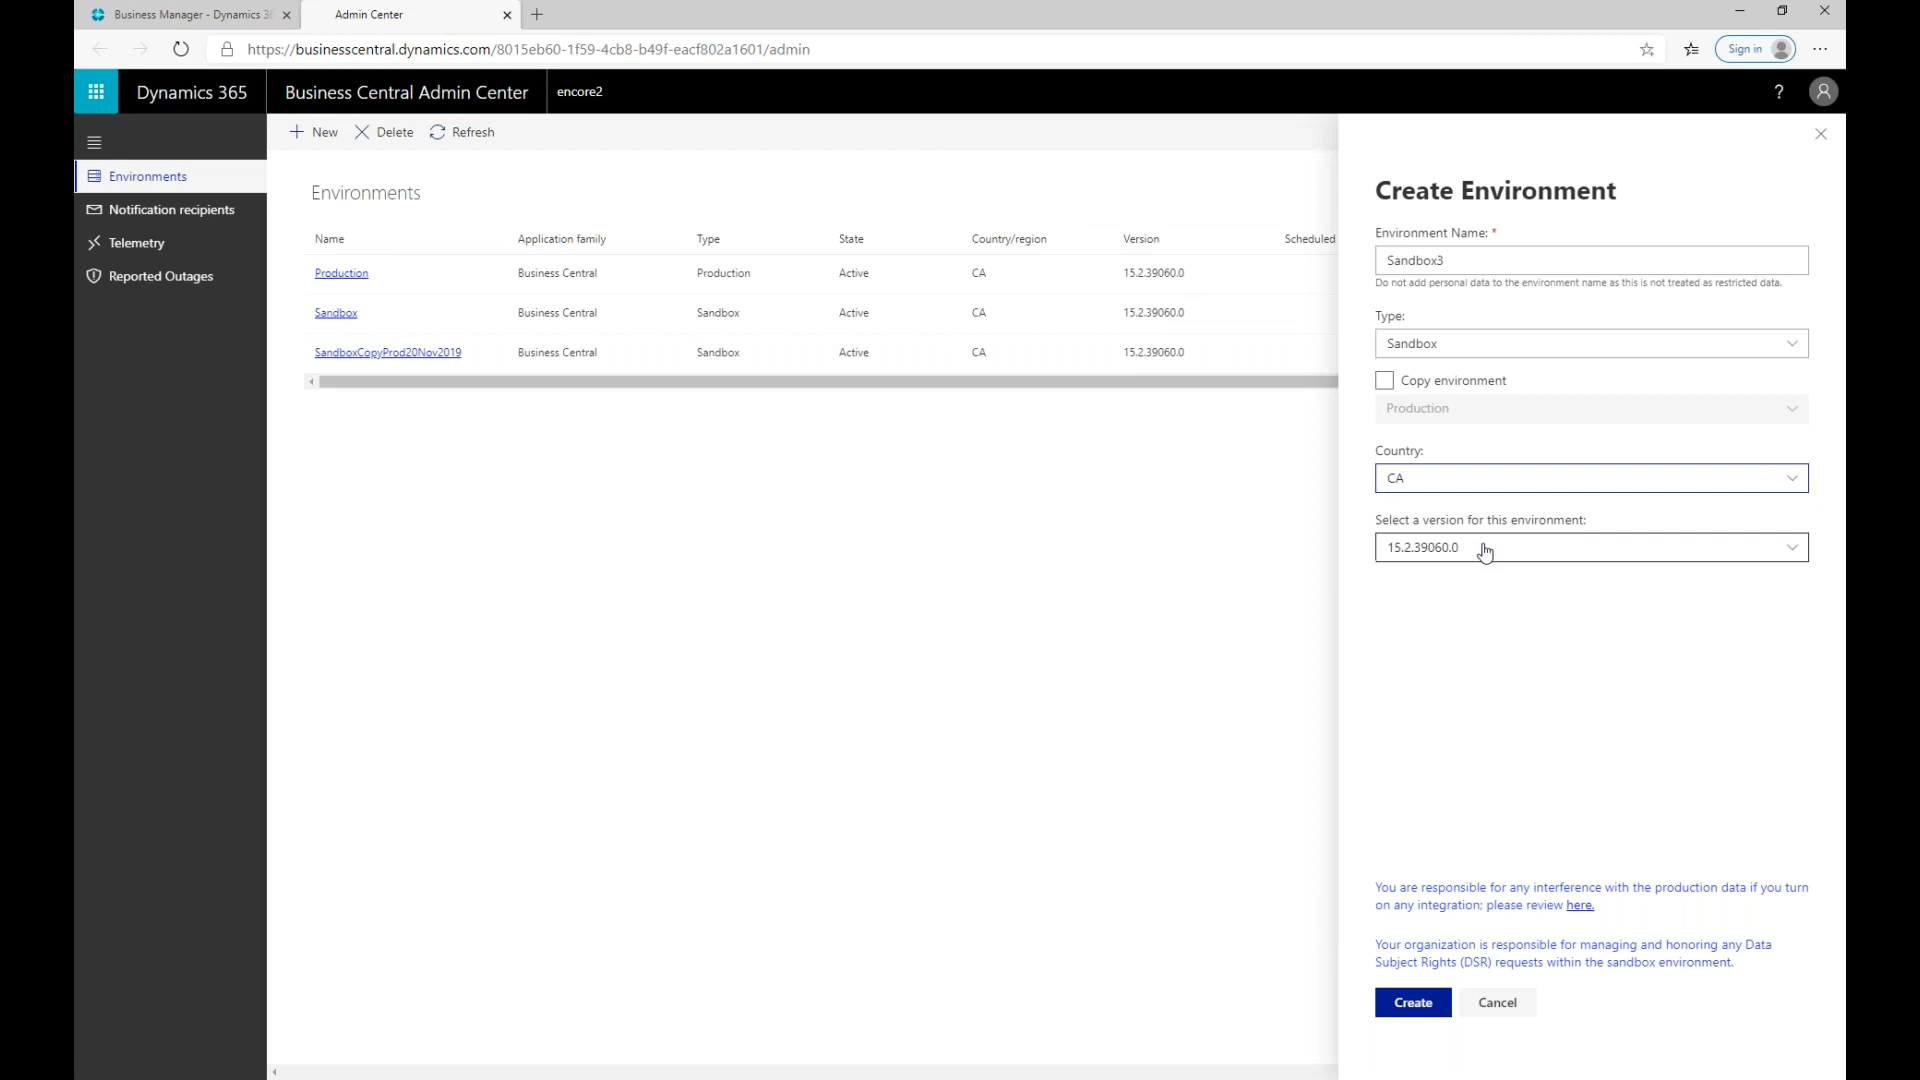 Business Manager - Dynamics 36
Admin Center
https://businesscentral.dynamics.com/8015eb60-1f59-4cb8-b49f-eacf802a1601/admin
Sign in
Dynamics 365
Business Central Admin Center
encore2
?
New
Delete
Refresh
Environments
Notification recipients
Telemetry
Reported Outages
Environments
Name Application family Type State Country/region Version Scheduled
Production Business Central Production Active CA 15.2.39060.0
Sandbox Business Central Sandbox Active CA 15.2.39060.0
SandboxCopyProd20Nov2019 Business Central Sandbox Active CA 15.2.39060.0
Create Environment
Environment Name: *
Sandbox3
Do not add personal data to the environment name as this is not treated as restricted data.
Type:
Sandbox
Copy environment
Production
Country:
CA
Select a version for this environment:
15.2.39060.0
You are responsible for any interference with the production data if you turn
on any integration; please review here.
Your organization is responsible for managing and honoring any Data
Subject Rights (DSR) requests within the sandbox environment.
Create
Cancel